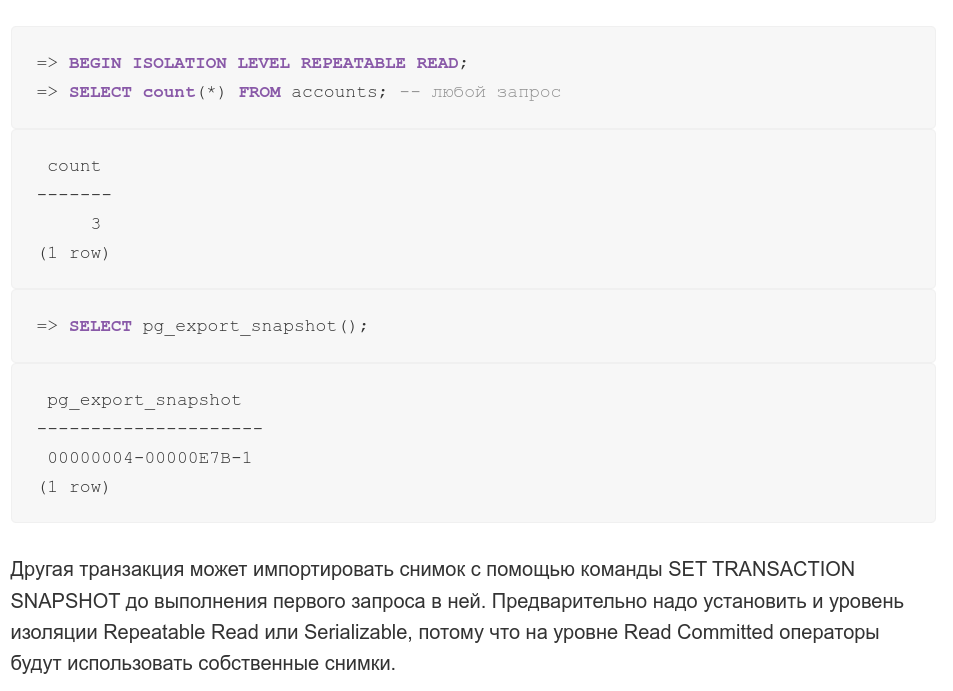 => BEGIN ISOLATION LEVEL REPEATABLE READ;
=> SELECT count(*) FROM accounts; -- любой запрос
count
-------
3
(1 row)
=> SELECT pg_export_snapshot();
pg_export_snapshot
---------------------
00000004-00000E7B-1
(1 row)
Другая транзакция может импортировать снимок с помощью команды SET TRANSACTION
SNAPSHOT до выполнения первого запроса в ней. Предварительно надо установить и уровень
изоляции Repeatable Read или Serializable, потому что на уровне Read Committed операторы
будут использовать собственные снимки.